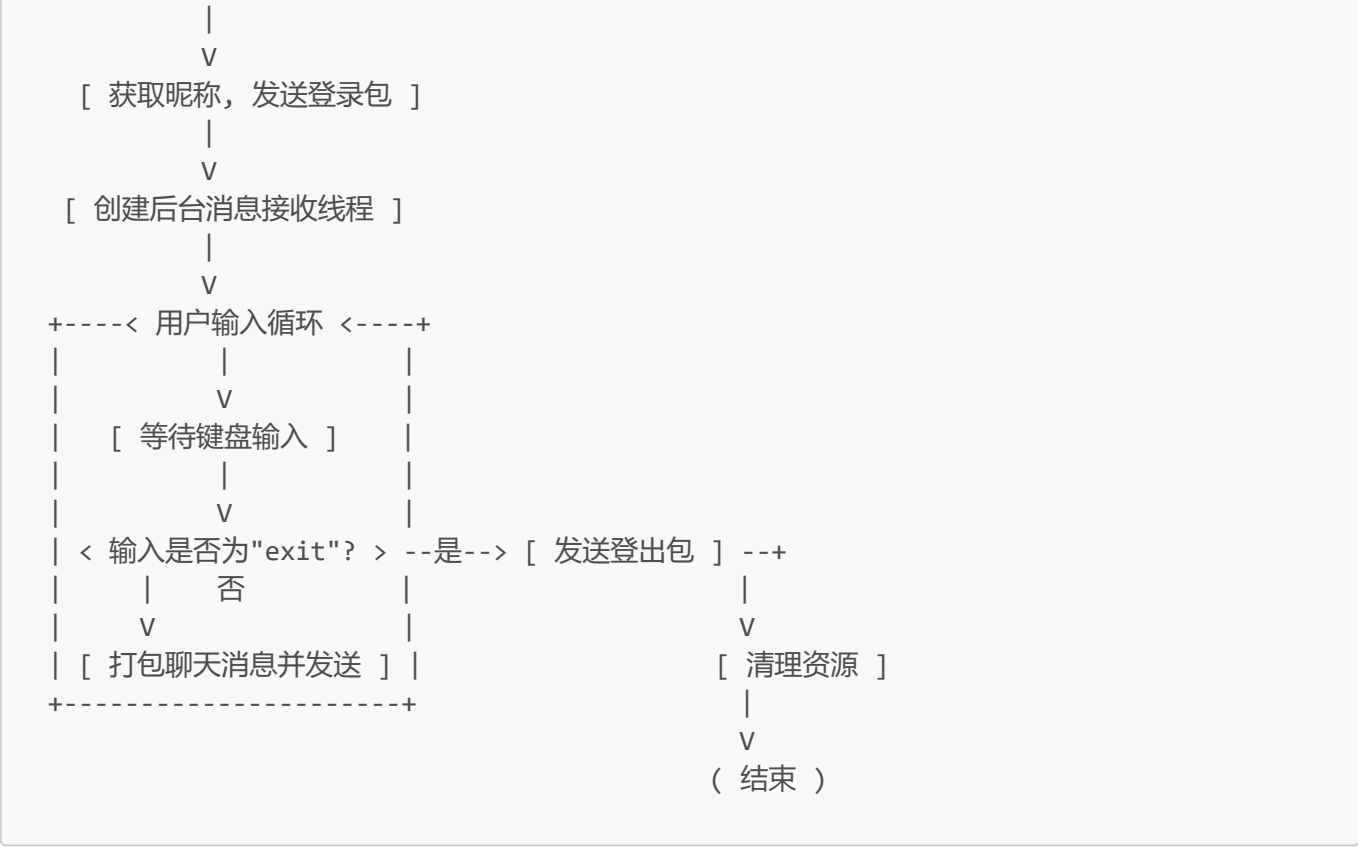 |
V
[ 获取昵称, 发送登录包 ]
|
V
[ 创建后台消息接收线程 ]
|
V
+----< 用户输入循环 <----+
|          |           |
|          V           |
|   [ 等待键盘输入 ]    |
|          |           |
|          V           |
| < 输入是否为"exit"? > --是--> [ 发送登出包 ] --+
|     |    否          |                     |
|     V                |                     V
| [ 打包聊天消息并发送 ] |                   [ 清理资源 ]
+----------------------+                     |
V
( 结束 )